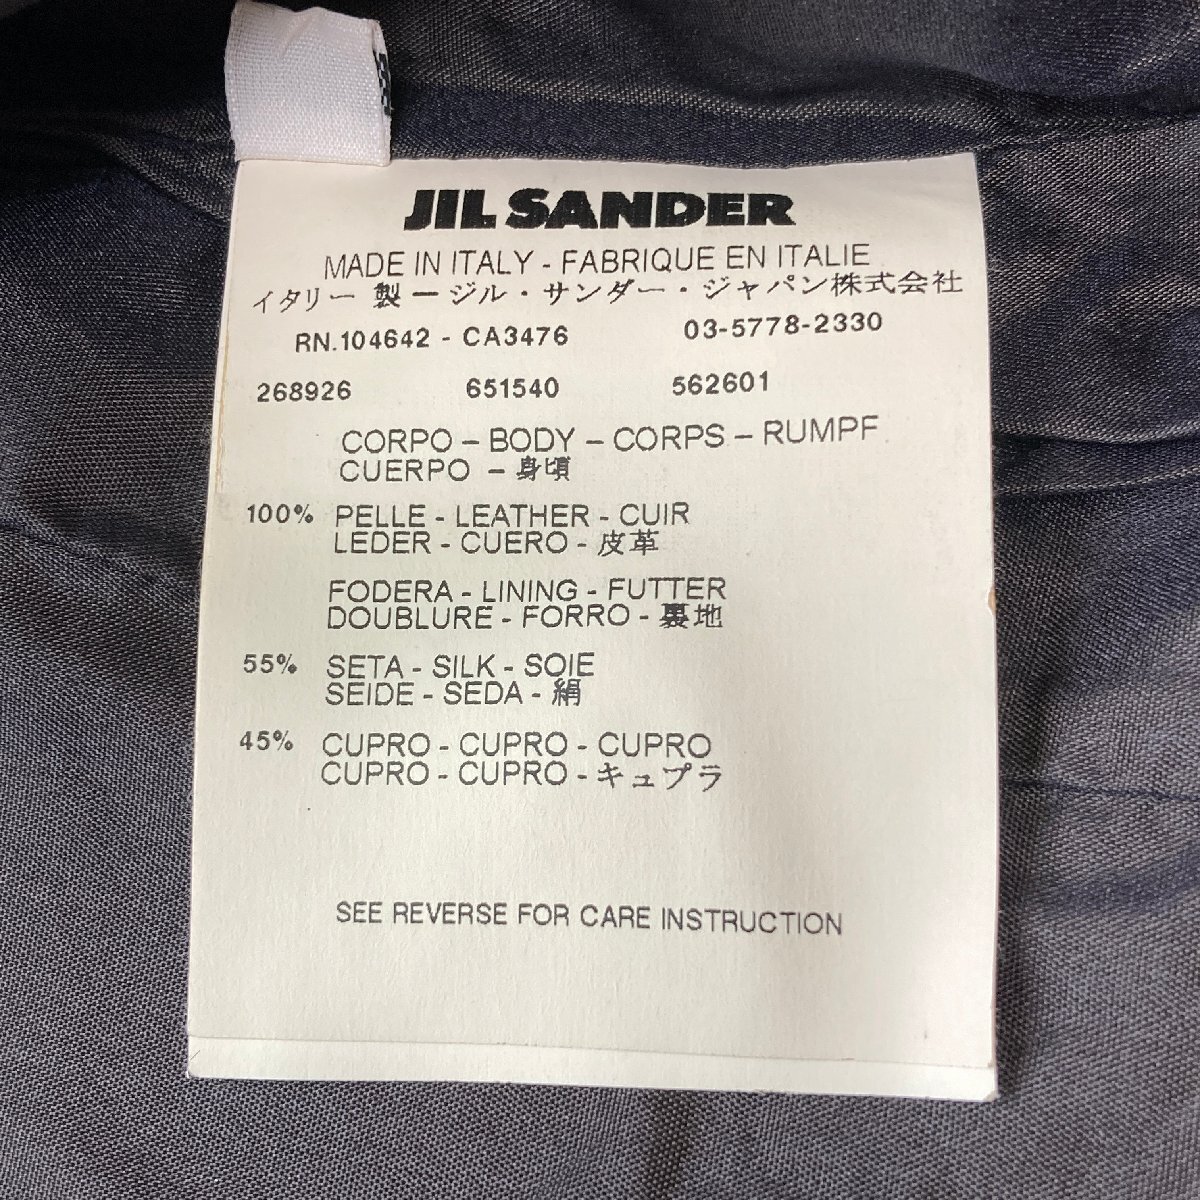 JIL SANDER
MADE IN ITALY - FABRIQUE EN ITALIE
イタリー 製 ー ジル・サンダー・ジャパン株式会社
RN.104642 - CA3476 03-5778-2330
268926 651540 562601
CORPO – BODY – CORPS – RUMPF
CUERPO – 身頃
100% PELLE - LEATHER - CUIR
LEDER - CUERO - 皮革
FODERA - LINING - FUTTER
DOUBLURE - FORRO - 裏地
55% SETA - SILK - SOIE
SEIDE - SEDA - 絹
45% CUPRO - CUPRO - CUPRO
CUPRO - CUPRO - キュプラ
SEE REVERSE FOR CARE INSTRUCTION